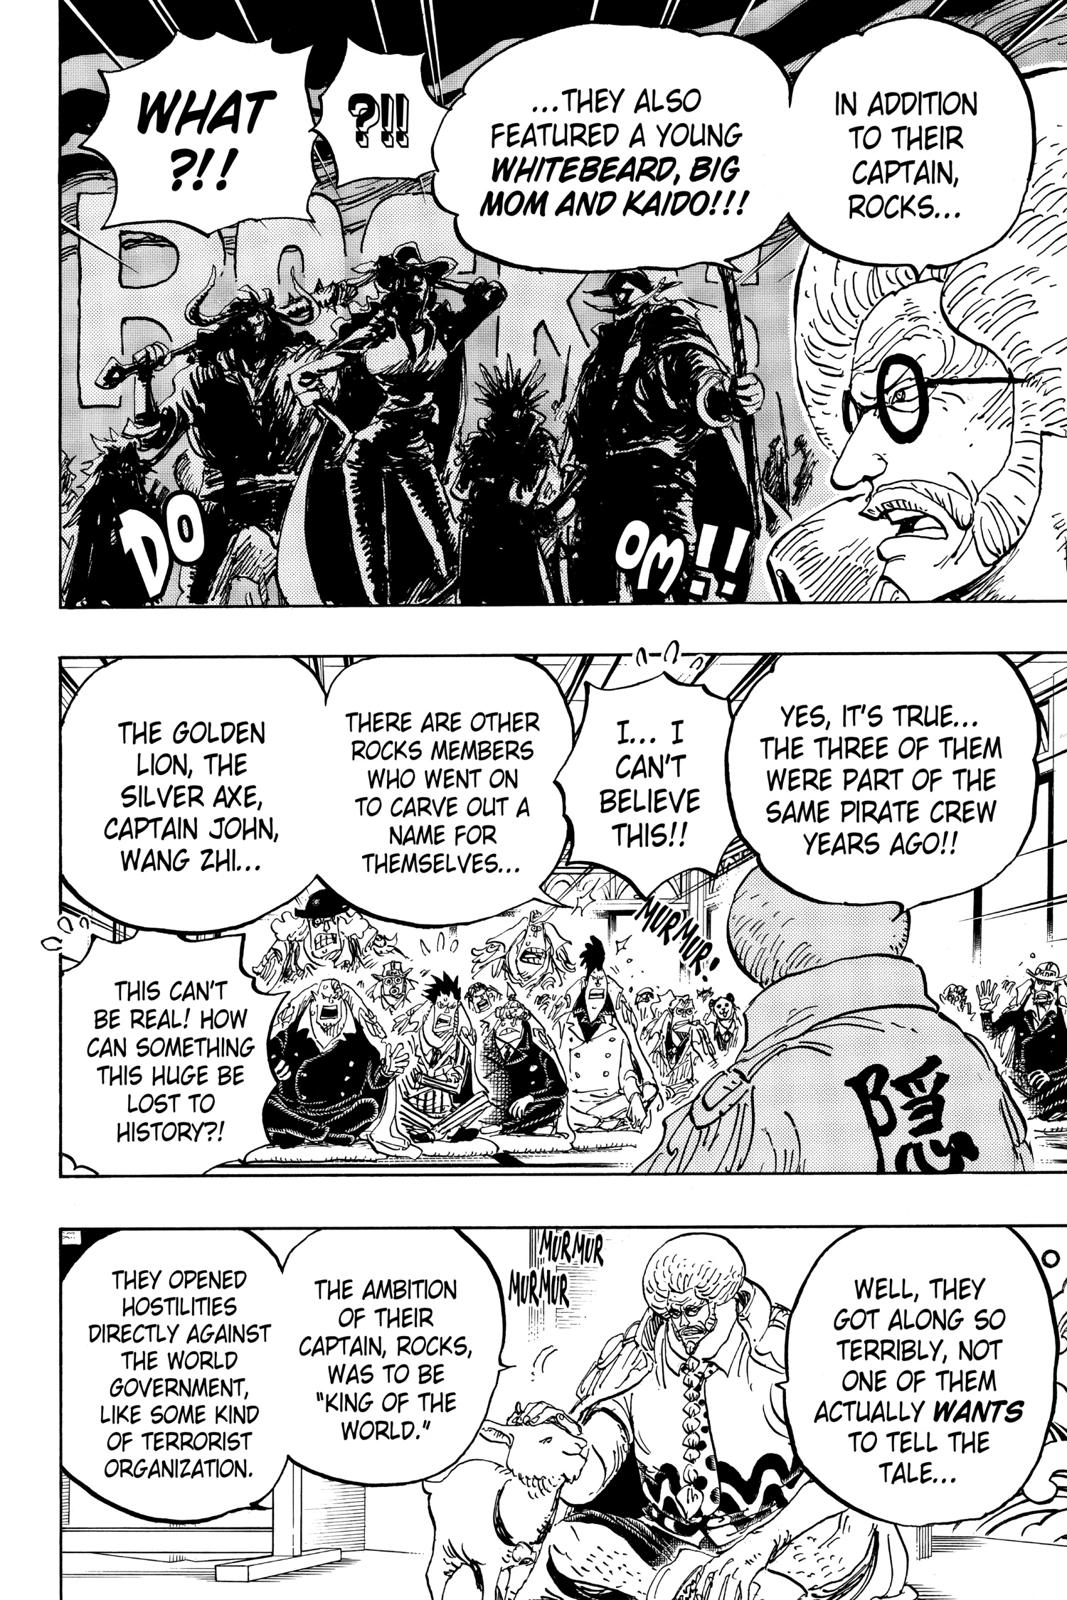 IN ADDITION
TO THEIR
CAPTAIN,
ROCKS...
...THEY ALSO
FEATURED A YOUNG
WHITEBEARD, BIG
MOM AND KAIDO!!!
?!!
WHAT
?!!
ROCKS
DO
OM!!
YES, IT'S TRUE...
THE THREE OF THEM
WERE PART OF THE
SAME PIRATE CREW
YEARS AGO!!
I... I
CAN'T
BELIEVE
THIS!!
THERE ARE OTHER
ROCKS MEMBERS
WHO WENT ON
TO CARVE OUT A
NAME FOR
THEMSELVES...
THE GOLDEN
LION, THE
SILVER AXE,
CAPTAIN JOHN,
WANG ZHI...
MURMUR!
THIS CAN'T
BE REAL! HOW
CAN SOMETHING
THIS HUGE BE
LOST TO
HISTORY?!
隠
WELL, THEY
GOT ALONG SO
TERRIBLY, NOT
ONE OF THEM
ACTUALLY WANTS
TO TELL THE
TALE...
MURMUR
MURMUR
THE AMBITION
OF THEIR
CAPTAIN, ROCKS,
WAS TO BE
"KING OF THE
WORLD."
THEY OPENED
HOSTILITIES
DIRECTLY AGAINST
THE WORLD
GOVERNMENT,
LIKE SOME KIND
OF TERRORIST
ORGANIZATION.